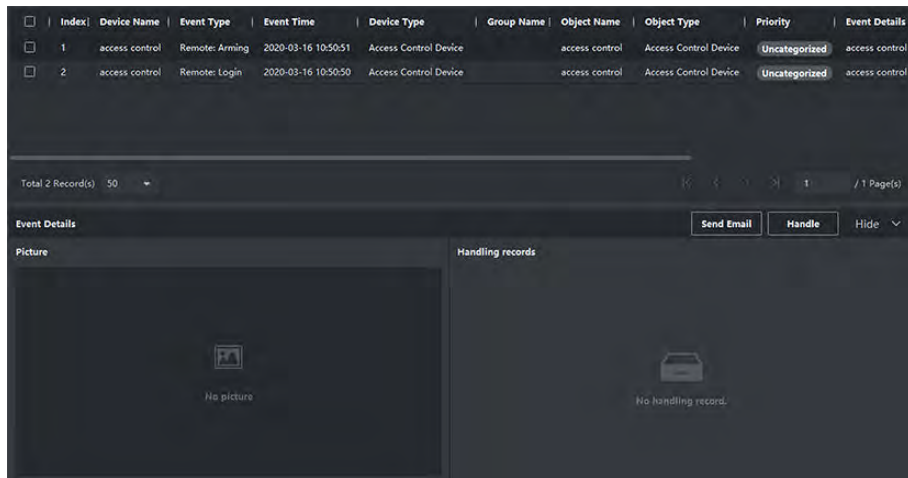 Index Device Name Event Type Event Time Device Type Group Name Object Name Object Type Priority Event Details
1 access control Remote: Arming 2020-03-16 10:50:51 Access Control Device access control Access Control Device Uncategorized access control
2 access control Remote: Login 2020-03-16 10:50:50 Access Control Device access control Access Control Device Uncategorized access control
Total 2 Record(s) 50 1 / 1 Page(s)
Event Details Send Email Handle Hide
Picture Handling records
No picture No handling record.